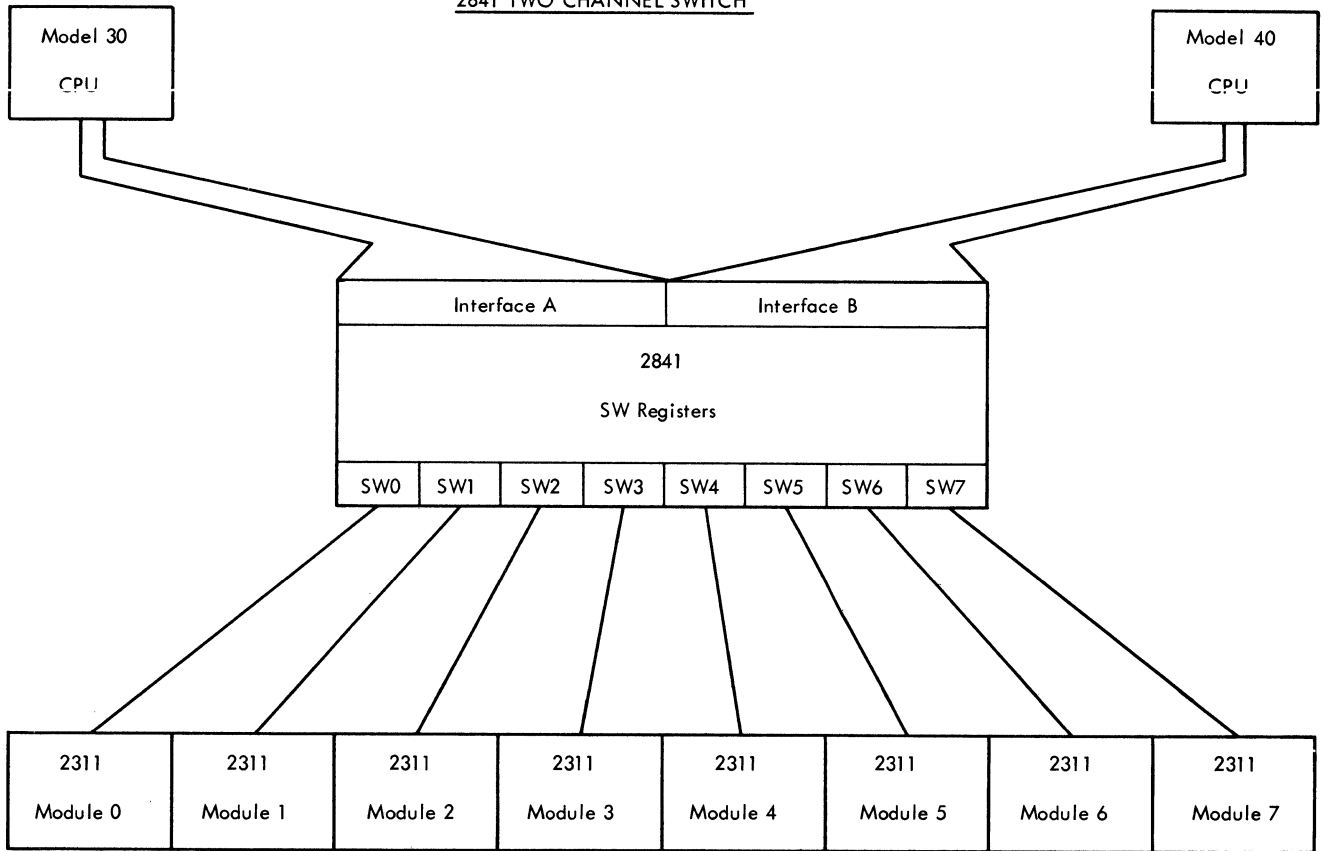 2841 TWO CHANNEL SWITCH
Model 30
CPU
Model 40
CPU
Interface A
Interface B
2841
SW Registers
SW0
SW1
SW2
SW3
SW4
SW5
SW6
SW7
2311
Module 0
2311
Module 1
2311
Module 2
2311
Module 3
2311
Module 4
2311
Module 5
2311
Module 6
2311
Module 7